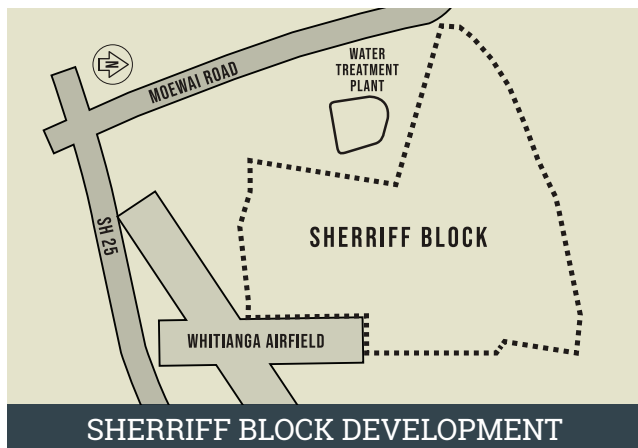 N
MOEWAI ROAD
WATER
TREATMENT
PLANT
SH 25
SHERRIFF BLOCK
WHITIANGA AIRFIELD
SHERRIFF BLOCK DEVELOPMENT